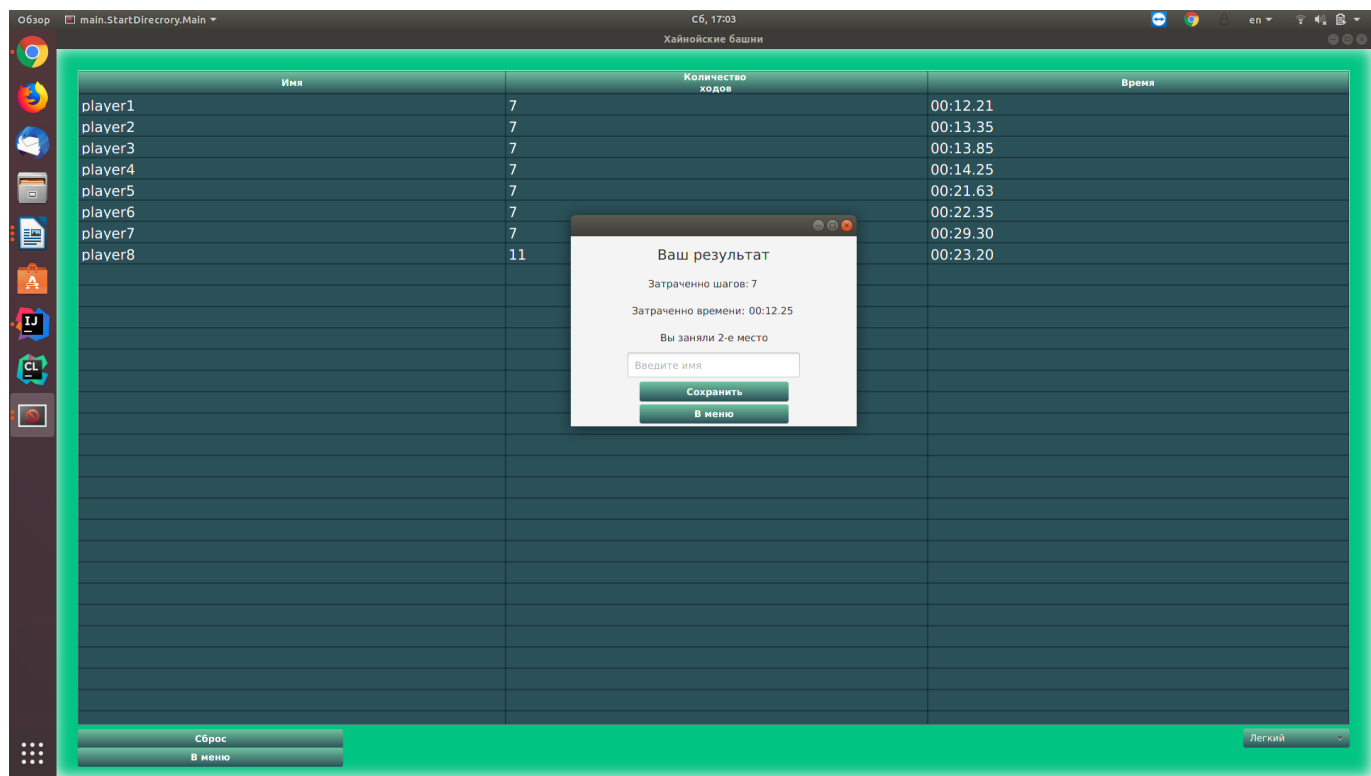 Обзор main.StartDirecrory.Main Сб, 17:03 en
Хайнойские башни
Имя Количество ходов Время
player1 7 00:12.21
player2 7 00:13.35
player3 7 00:13.85
player4 7 00:14.25
player5 7 00:21.63
player6 7 00:22.35
player7 7 00:29.30
player8 11 00:23.20
Ваш результат
Затраченно шагов: 7
Затраченно времени: 00:12.25
Вы заняли 2-е место
Введите имя
Сохранить
В меню
Сброс
В меню
Легкий
IJ
CL